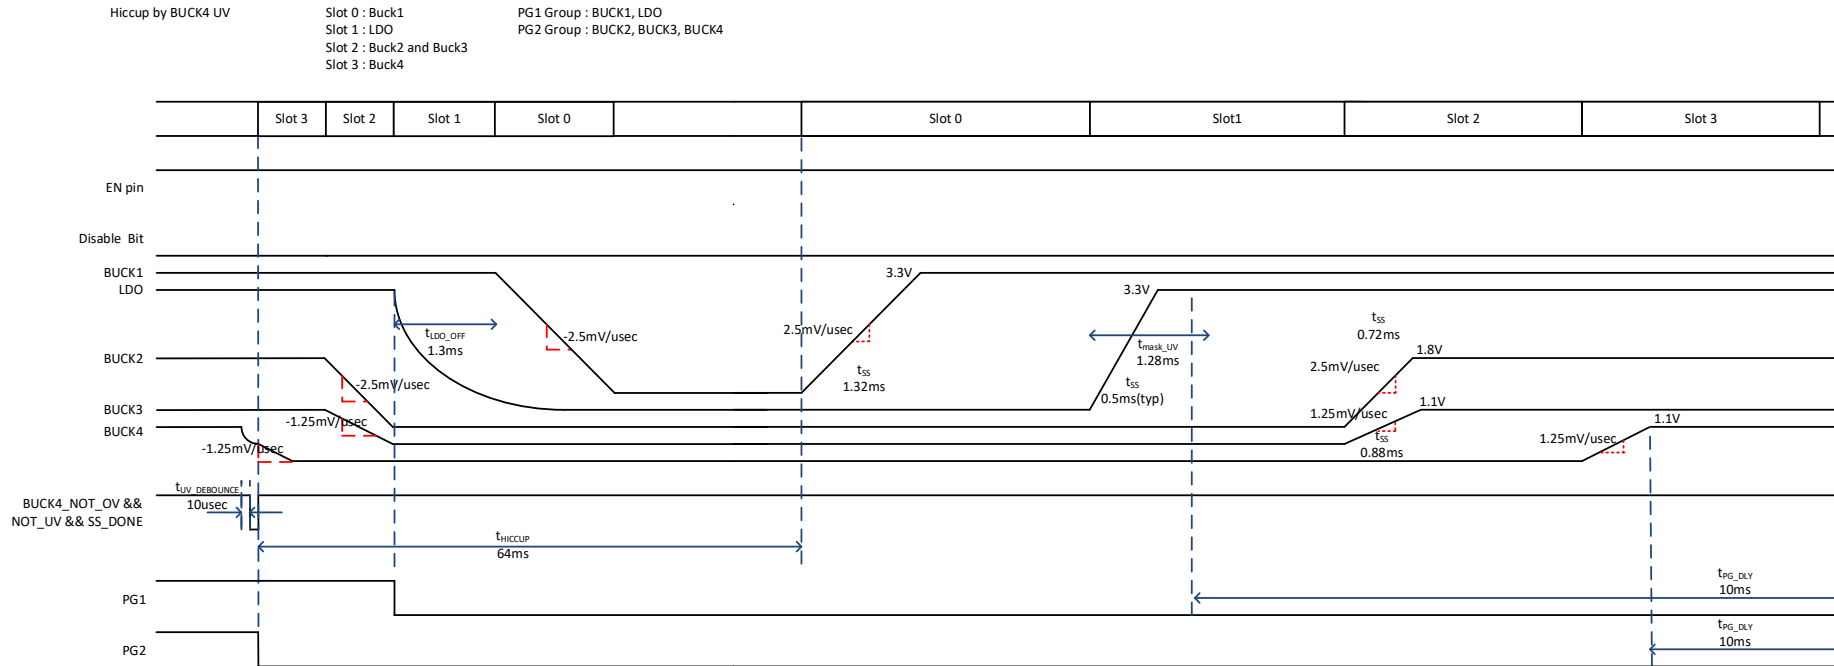 Hiccup by BUCK4 UV
Slot 0 : Buck1
Slot 1 : LDO
Slot 2 : Buck2 and Buck3
Slot 3 : Buck4
PG1 Group : BUCK1, LDO
PG2 Group : BUCK2, BUCK3, BUCK4
Slot 3
Slot 2
Slot 1
Slot 0
Slot 0
Slot1
Slot 2
Slot 3
EN pin
Disable Bit
BUCK1
LDO
3.3V
3.3V
tLDO_OFF
1.3ms
-2.5mV/usec
2.5mV/usec
tSS
1.32ms
tmask_UV
1.28ms
tSS
0.5ms(typ)
tSS
0.72ms
BUCK2
1.8V
-2.5mV/usec
2.5mV/usec
BUCK3
1.1V
-1.25mV/usec
1.25mV/usec
tSS
0.88ms
BUCK4
1.1V
-1.25mV/usec
1.25mV/usec
tUV_DEBOUNCE
10usec
BUCK4_NOT_OV &&
NOT_UV && SS_DONE
tHICCUP
64ms
PG1
tPG_DLY
10ms
PG2
tPG_DLY
10ms